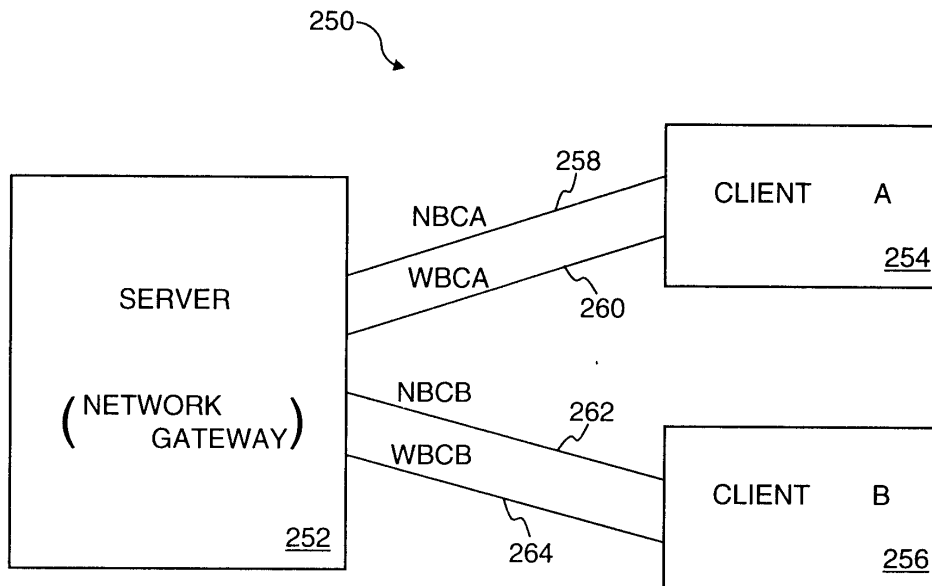 250
258
NBCA
CLIENT A
WBCA
254
SERVER
260
NBCB
262
(NETWORK
GATEWAY)
WBCB
CLIENT B
252
264
256